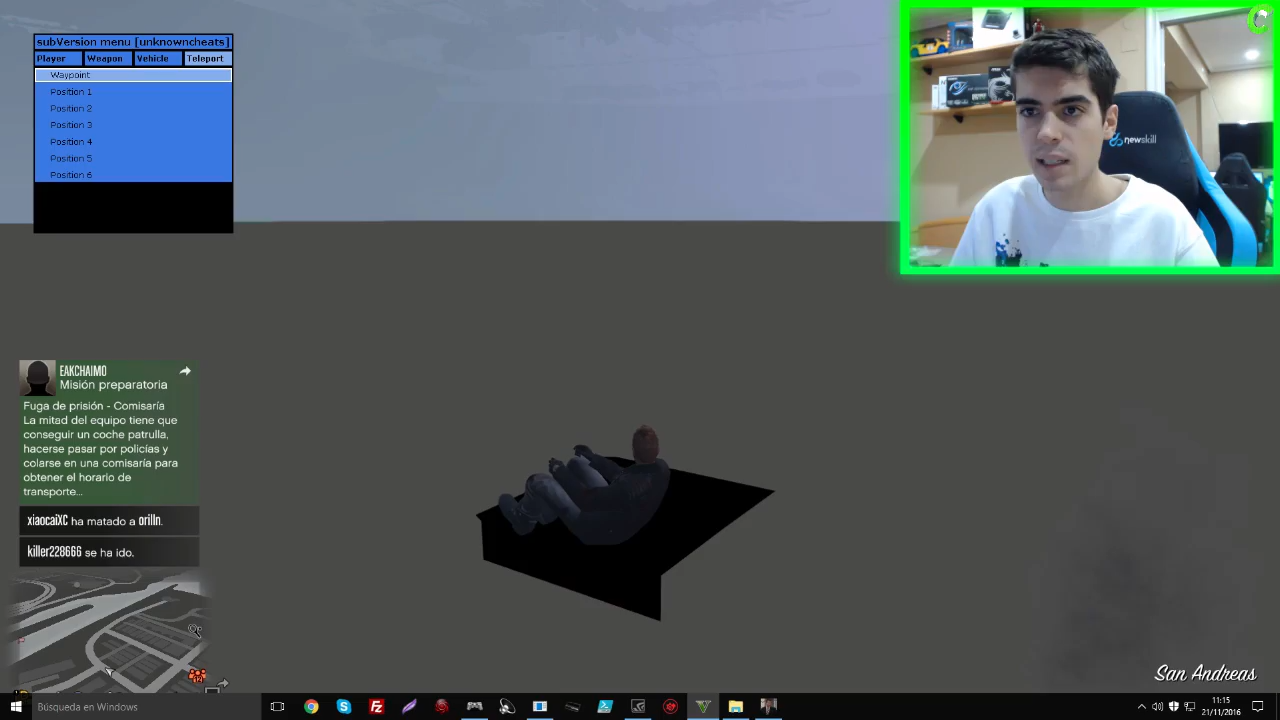 subVersion menu [unknowncheats]
Player Weapon Vehicle Teleport
Waypoint
Position 1
Position 2
Position 3
Position 4
Position 5
Position 6
newskill
EAKCHAIMO
Misión preparatoria
Fuga de prisión - Comisaría
La mitad del equipo tiene que
conseguir un coche patrulla,
hacerse pasar por policías y
colarse en una comisaría para
obtener el horario de
transporte...
xiaocaiXC ha matado a orilln.
killer228666 se ha ido.
San Andreas
Búsqueda en Windows
11:15
21/11/2016